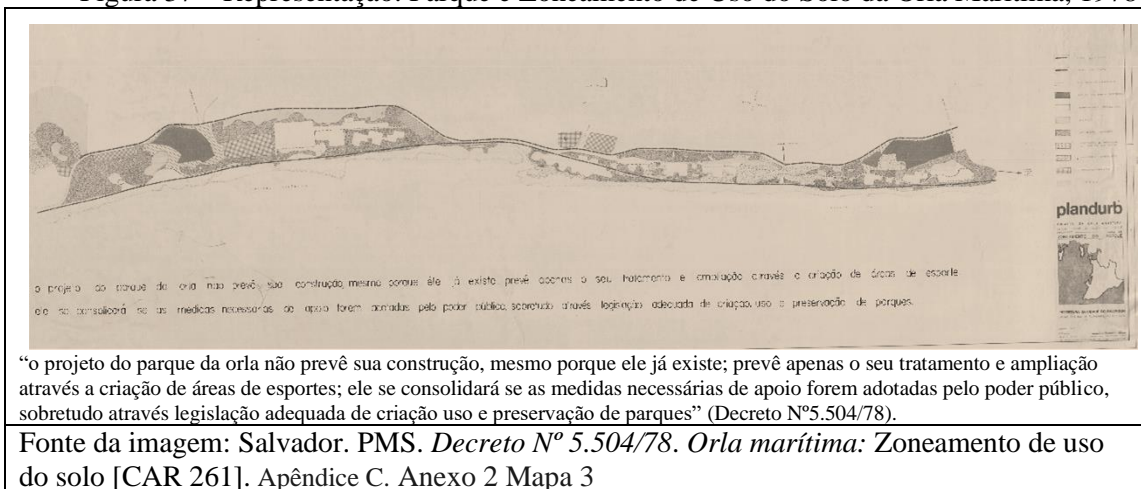 Figura 37 – Representação: Parque e Zoneamento de Uso do Solo da Orla Marítima, 1978
plandurb
o projeto do parque da orla não prevê sua construção, mesmo porque ele já existe prevê apenas o seu tratamento e ampliação através a criação de áreas de esporte
ele se consolidará se as medidas necessárias de apoio forem adotadas pelo poder público, sobretudo através legislação adequada de criação, uso e preservação de parques.
“o projeto do parque da orla não prevê sua construção, mesmo porque ele já existe; prevê apenas o seu tratamento e ampliação
através a criação de áreas de esportes; ele se consolidará se as medidas necessárias de apoio forem adotadas pelo poder público,
sobretudo através legislação adequada de criação uso e preservação de parques” (Decreto Nº5.504/78).
Fonte da imagem: Salvador. PMS. Decreto Nº 5.504/78. Orla marítima: Zoneamento de uso
do solo [CAR 261]. Apêndice C. Anexo 2 Mapa 3